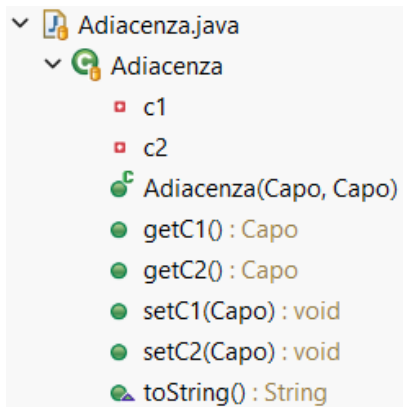 Adiacenza.java
Adiacenza
c1
c2
Adiacenza(Capo, Capo)
getC1() : Capo
getC2() : Capo
setC1(Capo) : void
setC2(Capo) : void
toString() : String